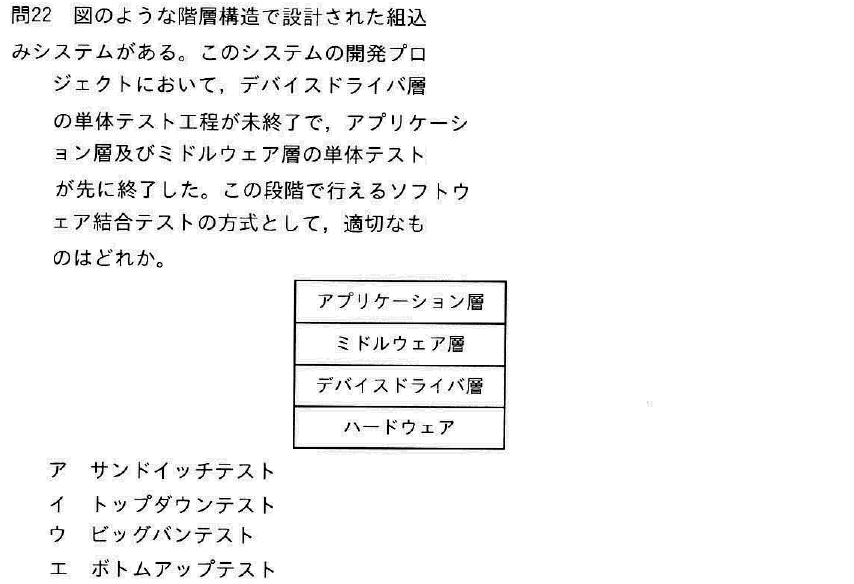 問22 図のような階層構造で設計された組込
みシステムがある。このシステムの開発プロ
ジェクトにおいて，デバイスドライバ層
の単体テスト工程が未終了で，アプリケーシ
ョン層及びミドルウェア層の単体テスト
が先に終了した。この段階で行えるソフトウ
ェア結合テストの方式として，適切なも
のはどれか。
アプリケーション層
ミドルウェア層
デバイスドライバ層
ハードウェア
ア サンドイッチテスト
イ トップダウンテスト
ウ ビッグバンテスト
エ ボトムアップテスト